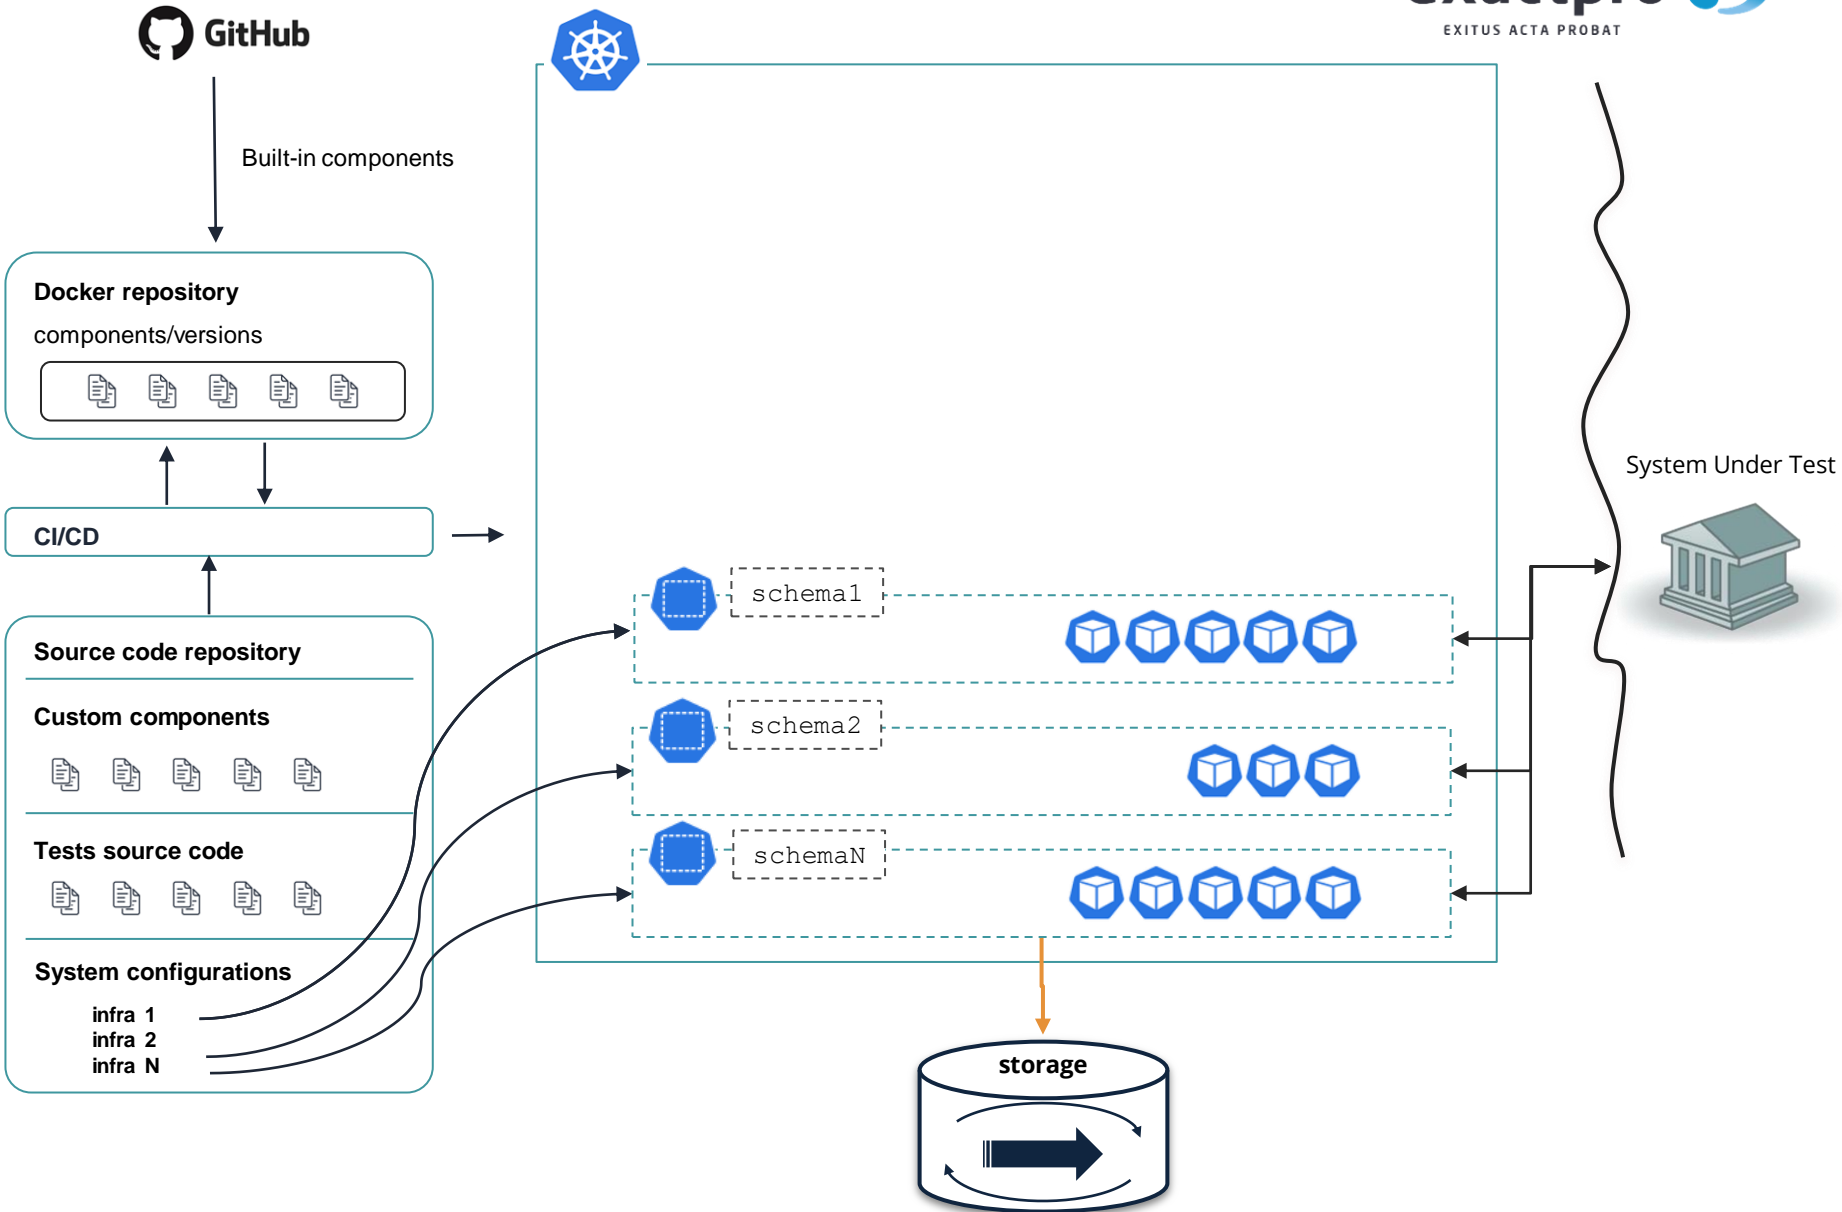 GitHub
exactpro
EXITUS ACTA PROBAT
Built-in components
Docker repository
components/versions
CI/CD
Source code repository
Custom components
Tests source code
System configurations
infra 1
infra 2
infra N
schema1
schema2
schemaN
storage
System Under Test